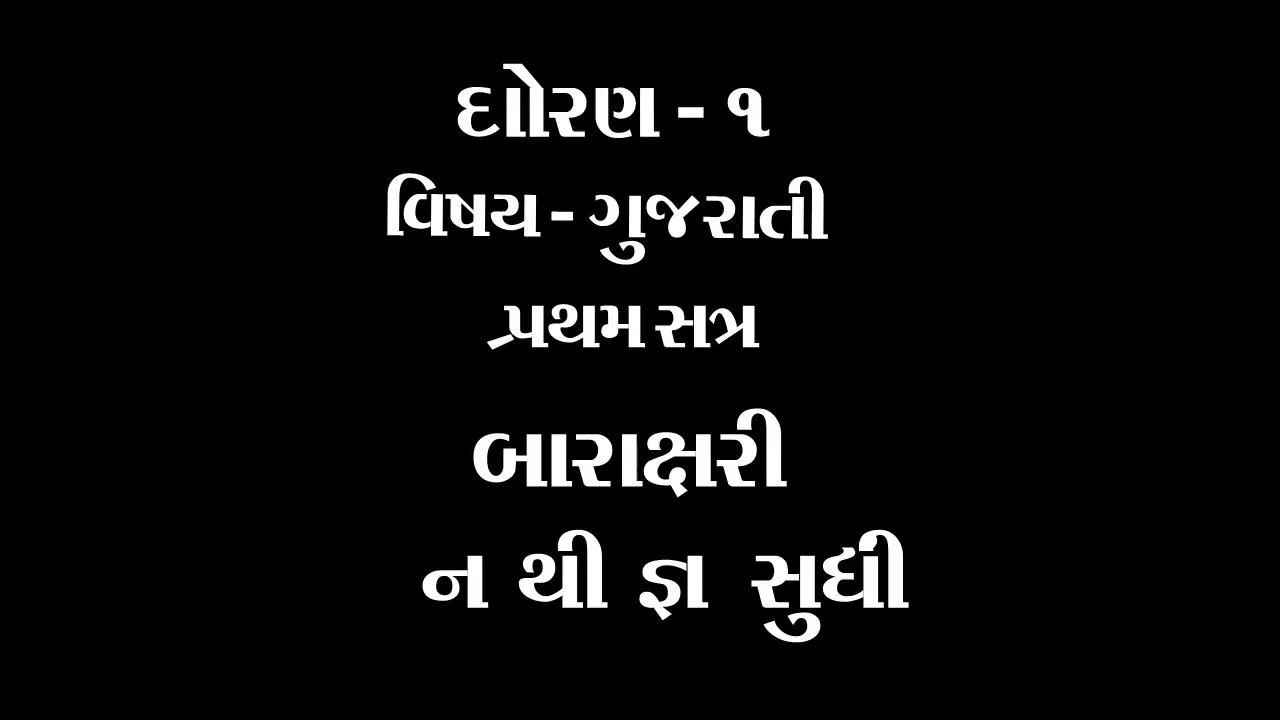 ધોરણ - ૧
વિષય - ગુજરાતી
પ્રથમ સત્ર
બારાક્ષરી
ન થી જ્ઞ સુધી